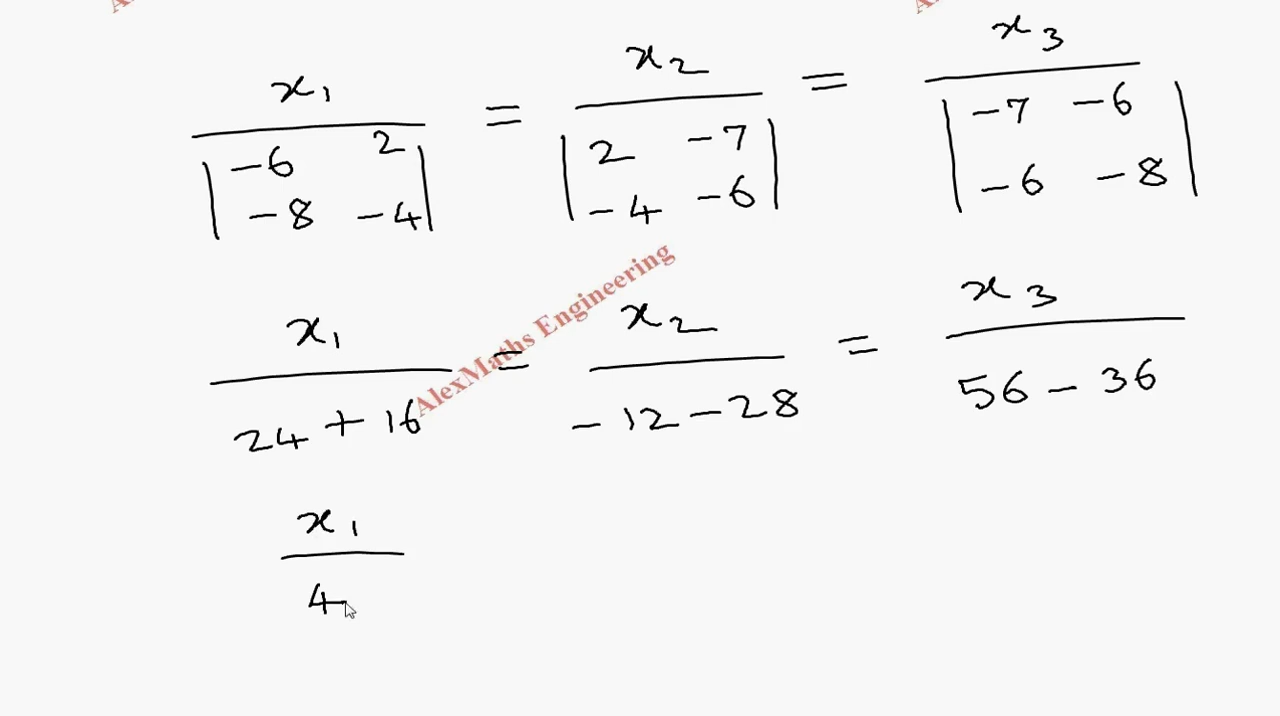 x₁ = x₂ = x₃
|-6 2| |2 -7| |-7 -6|
|-8 -4| |-4 -6| |-6 -8|
AlexMaths Engineering
x₁ = x₂ = x₃
24 + 16 -12 - 28 56 - 36
x₁
4